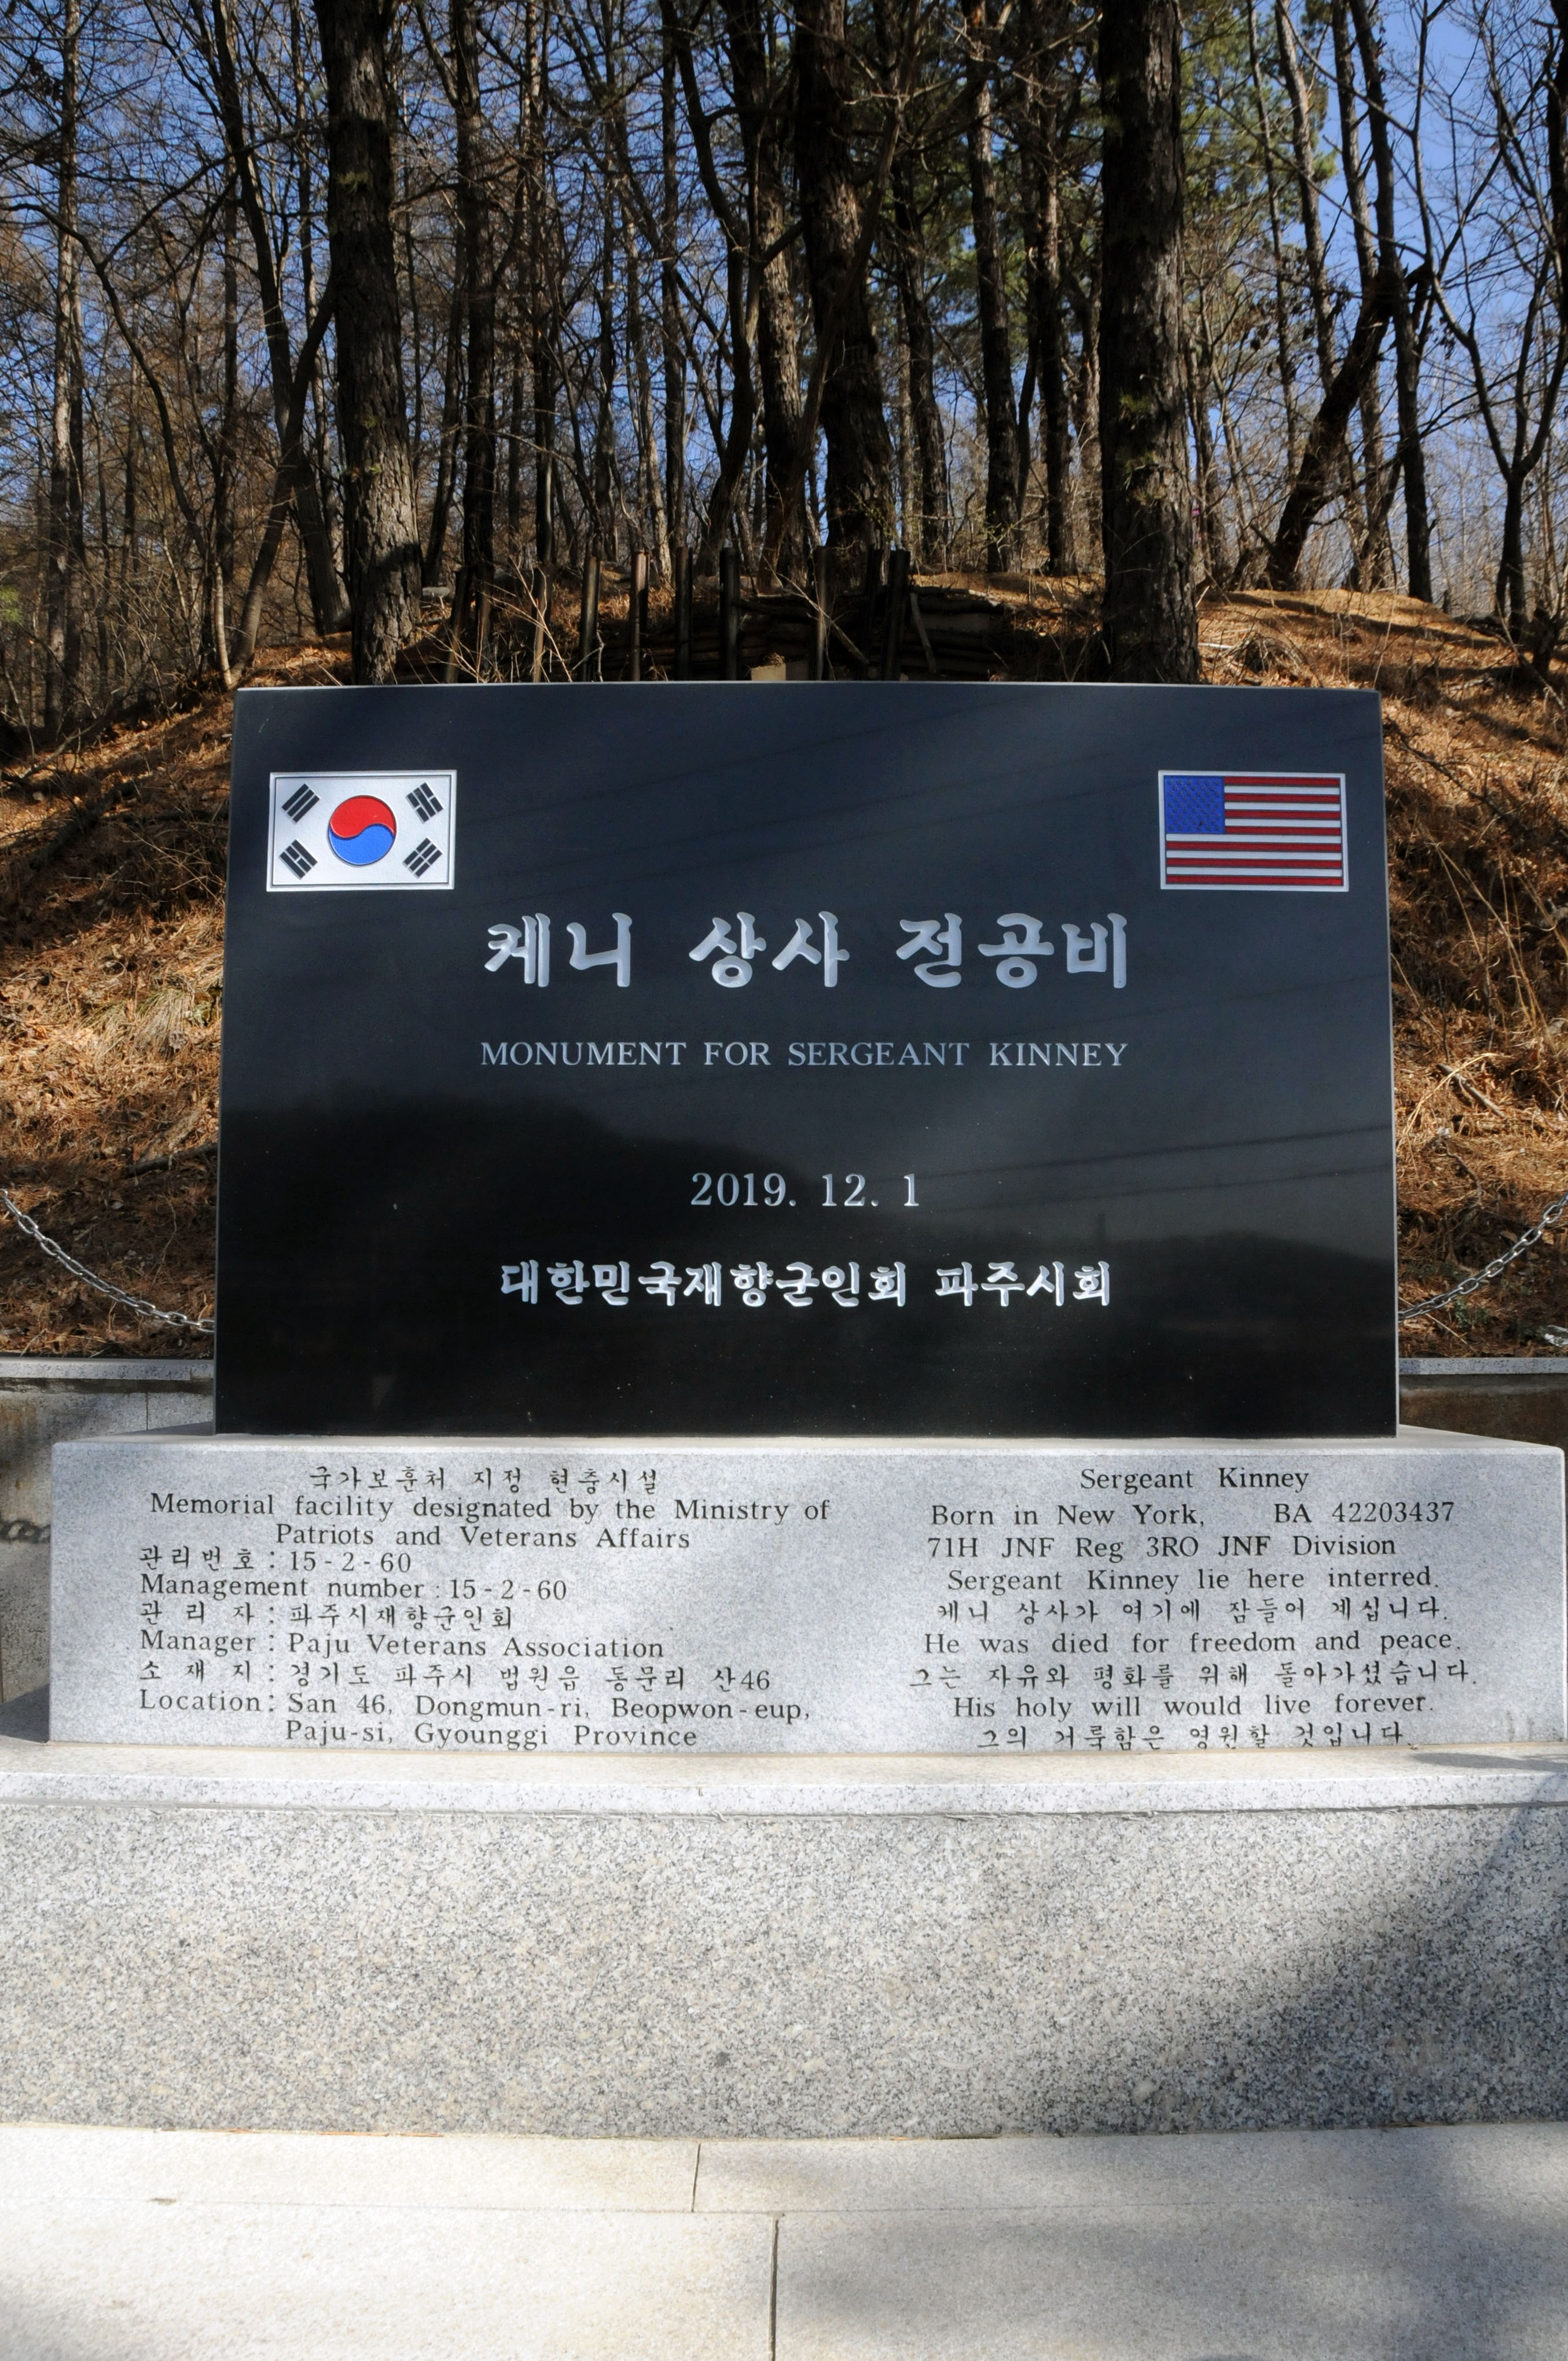 케니 상사 전공비
MONUMENT FOR SERGEANT KINNEY
2019. 12. 1
대한민국재향군인회 파주시회
국가보훈처 지정 현충시설
Memorial facility designated by the Ministry of
Patriots and Veterans Affairs
관리번호 : 15 - 2 - 60
Management number : 15 - 2 - 60
관 리 자 : 파주시재향군인회
Manager : Paju Veterans Association
소 재 지 : 경기도 파주시 법원읍 동문리 산46
Location : San 46, Dongmun-ri, Beopwon-eup,
Paju-si, Gyounggi Province
Sergeant Kinney
Born in New York, BA 42203437
71H JNF Reg 3RO JNF Division
Sergeant Kinney lie here interred.
케니 상사가 여기에 잠들어 계십니다.
He was died for freedom and peace.
그는 자유와 평화를 위해 돌아가셨습니다.
His holy will would live forever.
그의 거룩함은 영원할 것입니다.